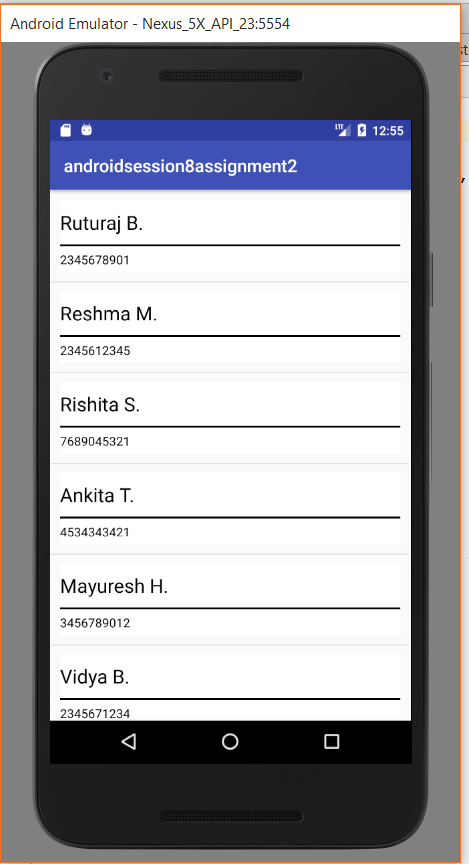 Android Emulator - Nexus_5X_API_23:5554
LTE 12:55
androidsession8assignment2
Ruturaj B.
2345678901
Reshma M.
2345612345
Rishita S.
7689045321
Ankita T.
4534343421
Mayuresh H.
3456789012
Vidya B.
2345671234